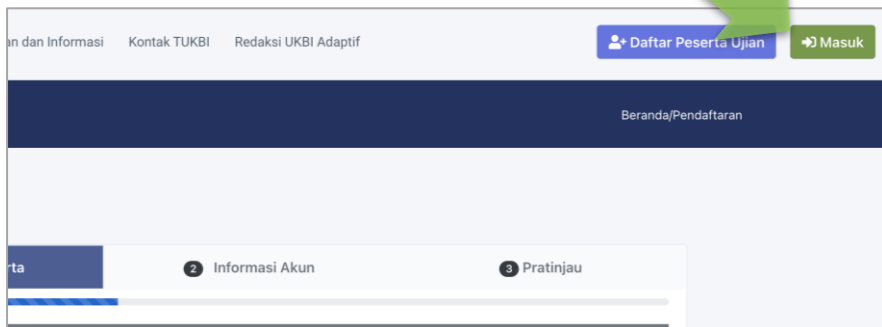 an dan Informasi Kontak TUKBI Redaksi UKBI Adaptif Daftar Peserta Ujian Masuk
Beranda/Pendaftaran
rta 2 Informasi Akun 3 Pratinjau